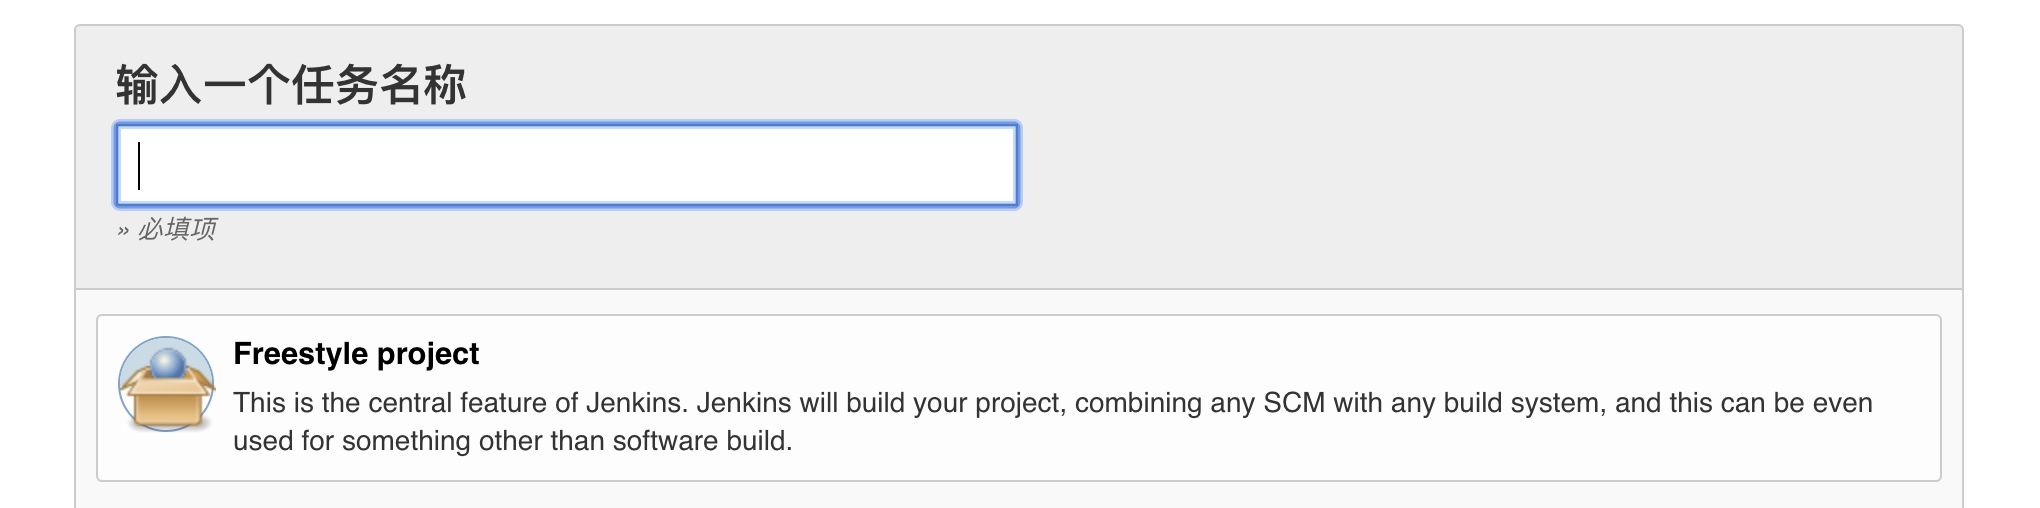 输入一个任务名称
» 必填项
Freestyle project
This is the central feature of Jenkins. Jenkins will build your project, combining any SCM with any build system, and this can be even
used for something other than software build.